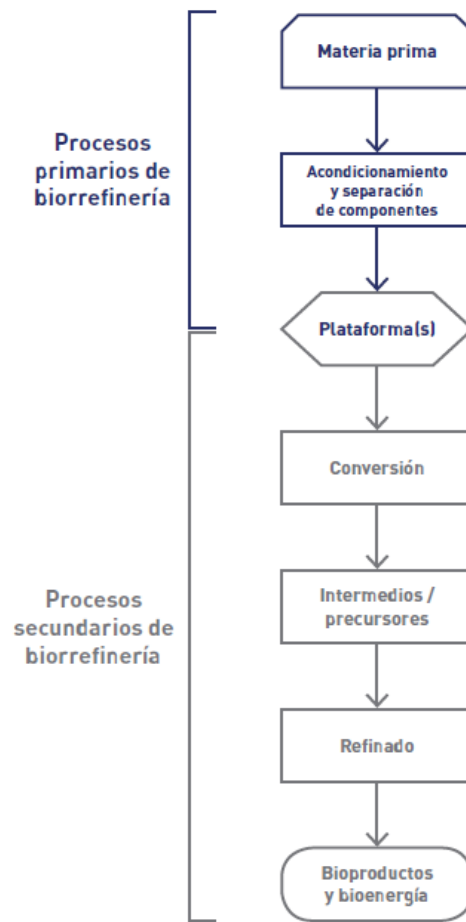 Materia prima
Procesos
primarios de
biorrefinería
Acondicionamiento
y separación
de componentes
Plataforma(s)
Conversión
Procesos
secundarios de
biorrefinería
Intermedios /
precursores
Refinado
Bioproductos
y bioenergía